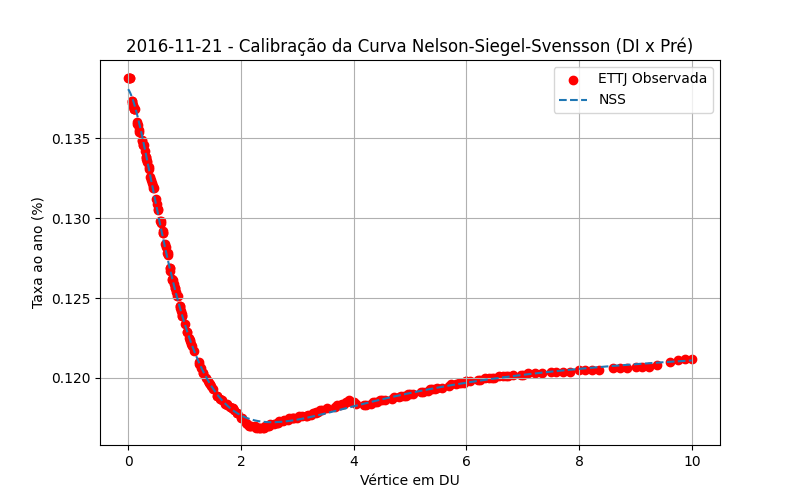 2016-11-21 - Calibração da Curva Nelson-Siegel-Svensson (DI x Pré)
ETTJ Observada
NSS
Taxa ao ano (%)
0.135
0.130
0.125
0.120
0 2 4 6 8 10
Vértice em DU